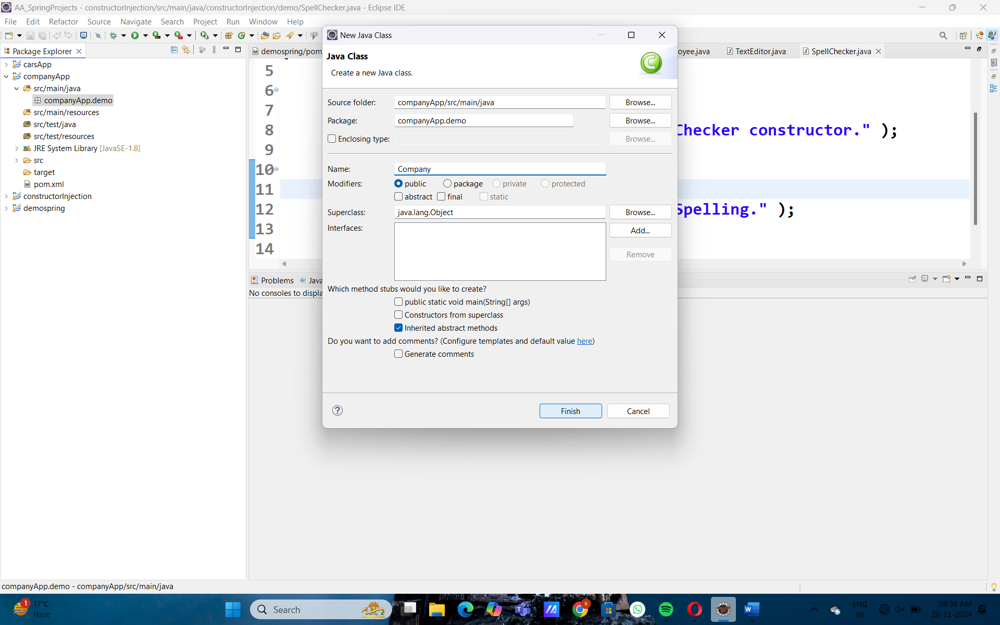 AA_SpringProjects - constructorInjection/src/main/java/constructorInjection/demo/SpellChecker.java - Eclipse IDE
File Edit Refactor Source Navigate Search Project Run Window Help
Package Explorer
carsApp
companyApp
src/main/java
companyApp.demo
src/main/resources
src/test/java
src/test/resources
JRE System Library [JavaSE-1.8]
src
target
pom.xml
constructorInjection
demospring
demospring/pom
oyee.java
TextEditor.java
SpellChecker.java
5
6
7
8
9
10
11
12
13
14
Checker constructor." );
Spelling." );
Problems @ Java
No consoles to displa
New Java Class
Java Class
Create a new Java class.
Source folder: companyApp/src/main/java Browse...
Package: companyApp.demo Browse...
Enclosing type: Browse...
Name: Company
Modifiers: public package private protected
abstract final static
Superclass: java.lang.Object Browse...
Interfaces: Add...
Remove
Which method stubs would you like to create?
public static void main(String[] args)
Constructors from superclass
Inherited abstract methods
Do you want to add comments? (Configure templates and default value here)
Generate comments
Finish Cancel
companyApp.demo - companyApp/src/main/java
1
17°C
Haze
Search
ENG
IN
09:58 AM
26-11-2024